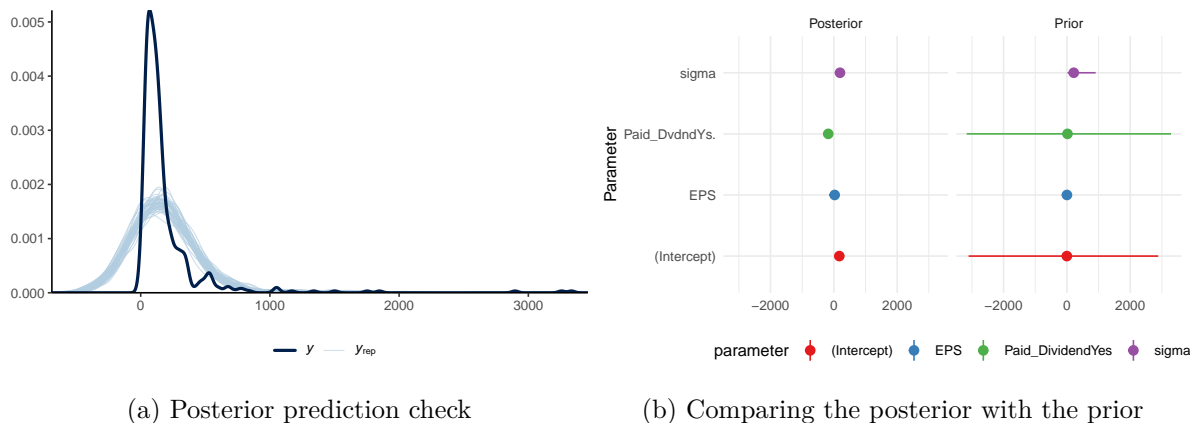 0.005
0.004
0.003
0.002
0.001
0.000
0 1000 2000 3000
y yrep
(a) Posterior prediction check
Posterior Prior
Parameter
sigma
Paid_DvdndYs.
EPS
(Intercept)
−2000 0 2000 −2000 0 2000
parameter (Intercept) EPS Paid_DividendYes sigma
(b) Comparing the posterior with the prior